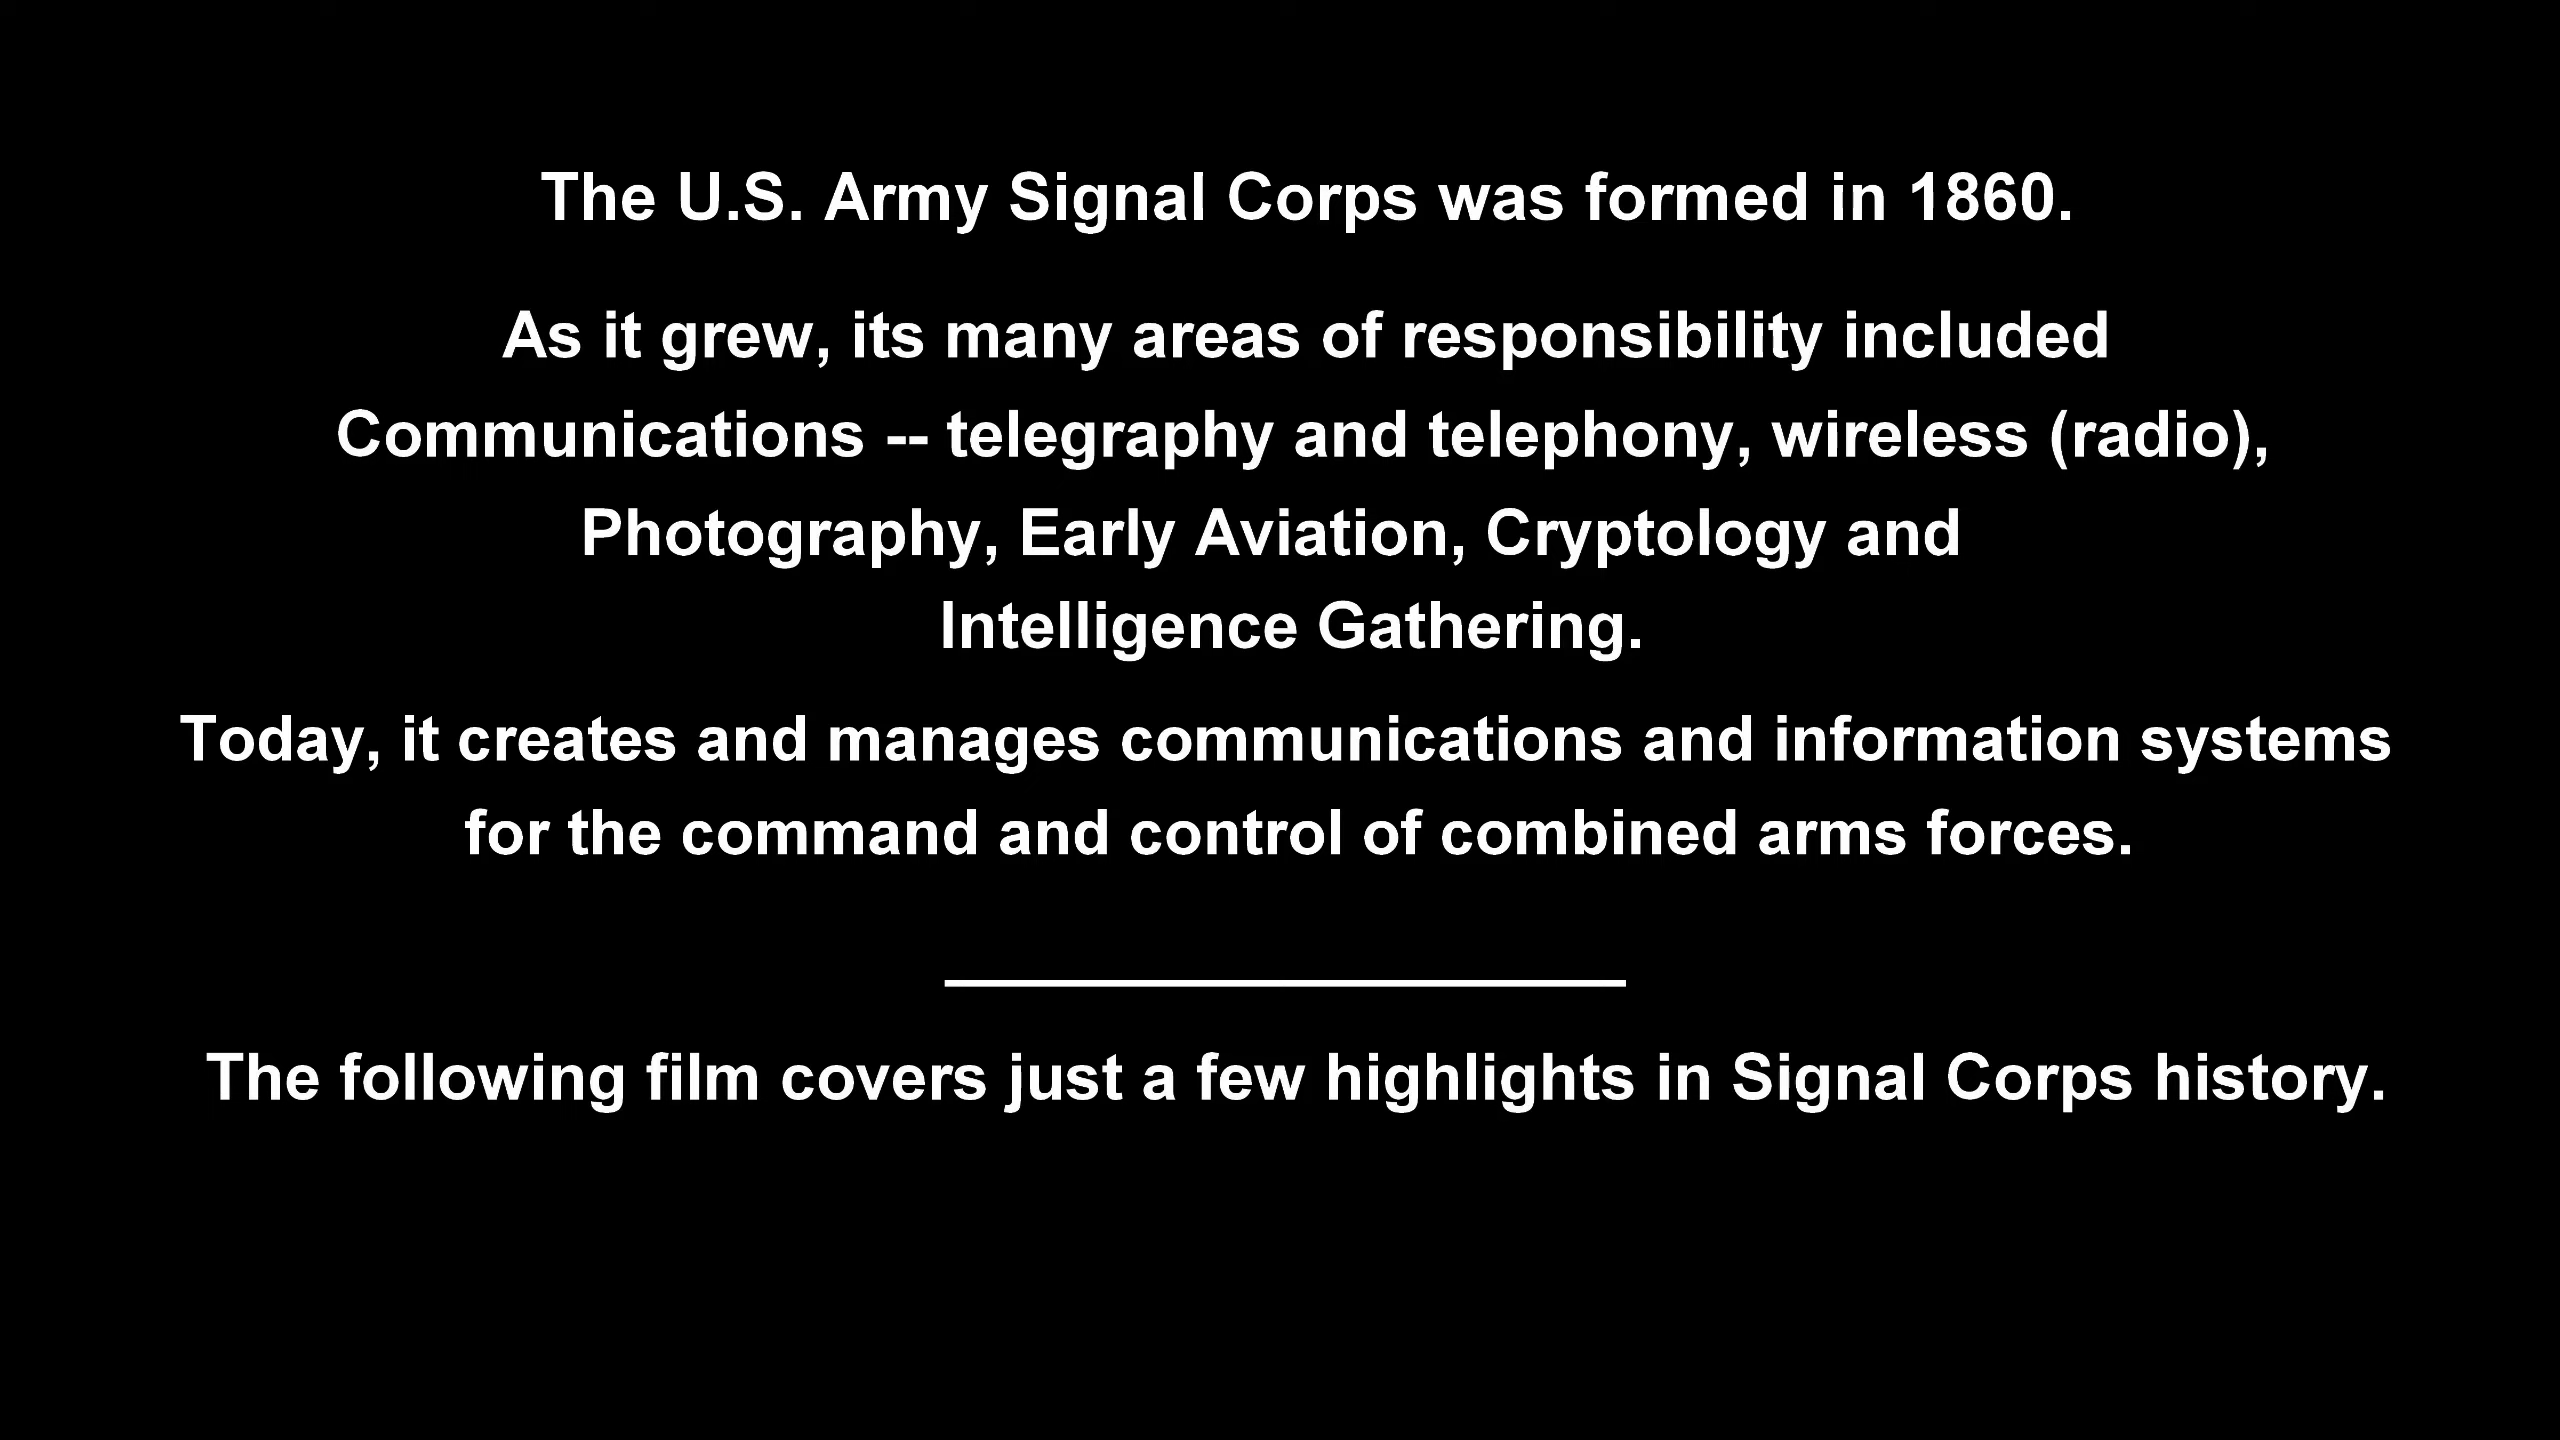 The U.S. Army Signal Corps was formed in 1860.
As it grew, its many areas of responsibility included
Communications -- telegraphy and telephony, wireless (radio),
Photography, Early Aviation, Cryptology and
Intelligence Gathering.
Today, it creates and manages communications and information systems
for the command and control of combined arms forces.
The following film covers just a few highlights in Signal Corps history.